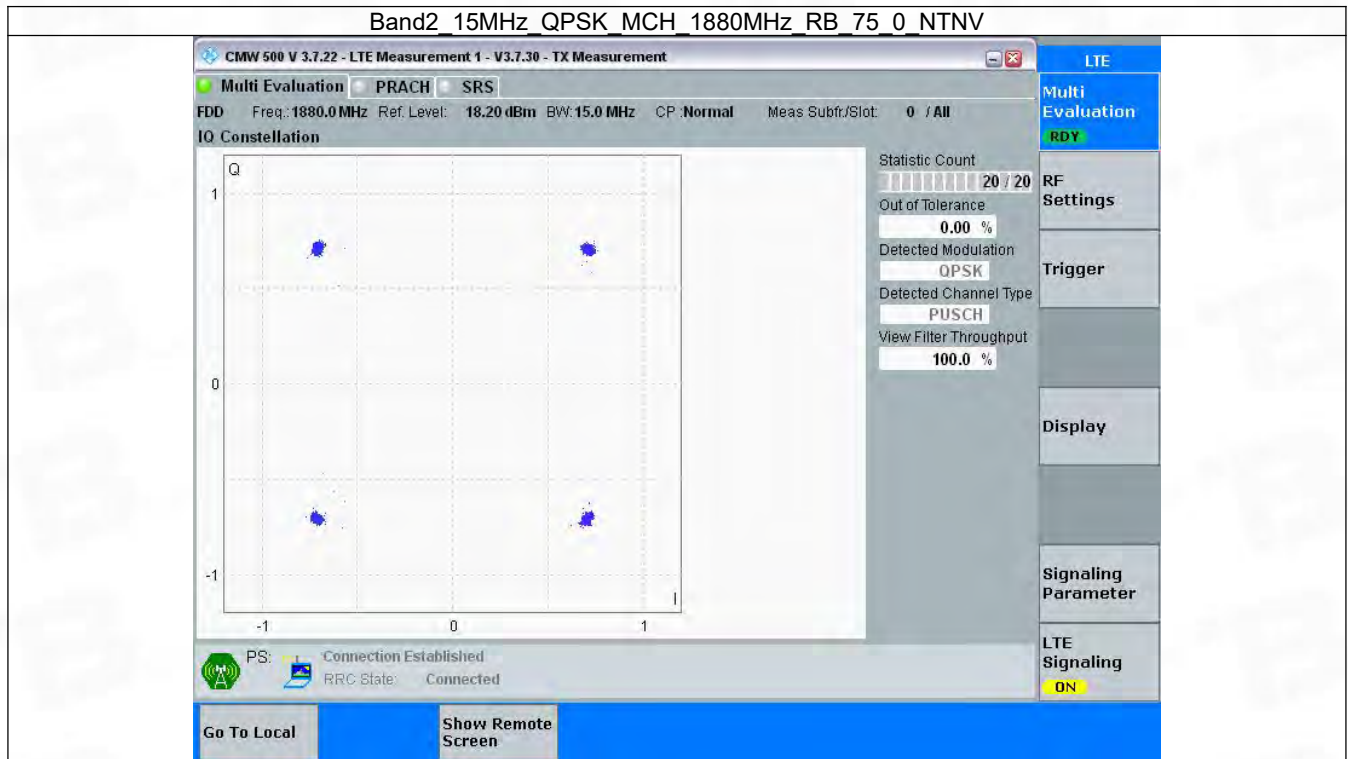 Band2_15MHz_QPSK_MCH_1880MHz_RB_75_0_NTNV
CMW 500 V 3.7.22 - LTE Measurement 1 - V3.7.30 - TX Measurement
LTE
Multi Evaluation PRACH SRS
FDD Freq.: 1880.0 MHz Ref. Level: 18.20 dBm BW: 15.0 MHz CP :Normal Meas Subfr./Slot: 0 / All
IQ Constellation
Q
1
0
-1
I
-1 0 1
Statistic Count
20 / 20
Out of Tolerance
0.00 %
Detected Modulation
QPSK
Detected Channel Type
PUSCH
View Filter Throughput
100.0 %
Multi
Evaluation
RDY
RF
Settings
Trigger
Display
Signaling
Parameter
LTE
Signaling
ON
PS: Connection Established
RRC State: Connected
Go To Local
Show Remote
Screen